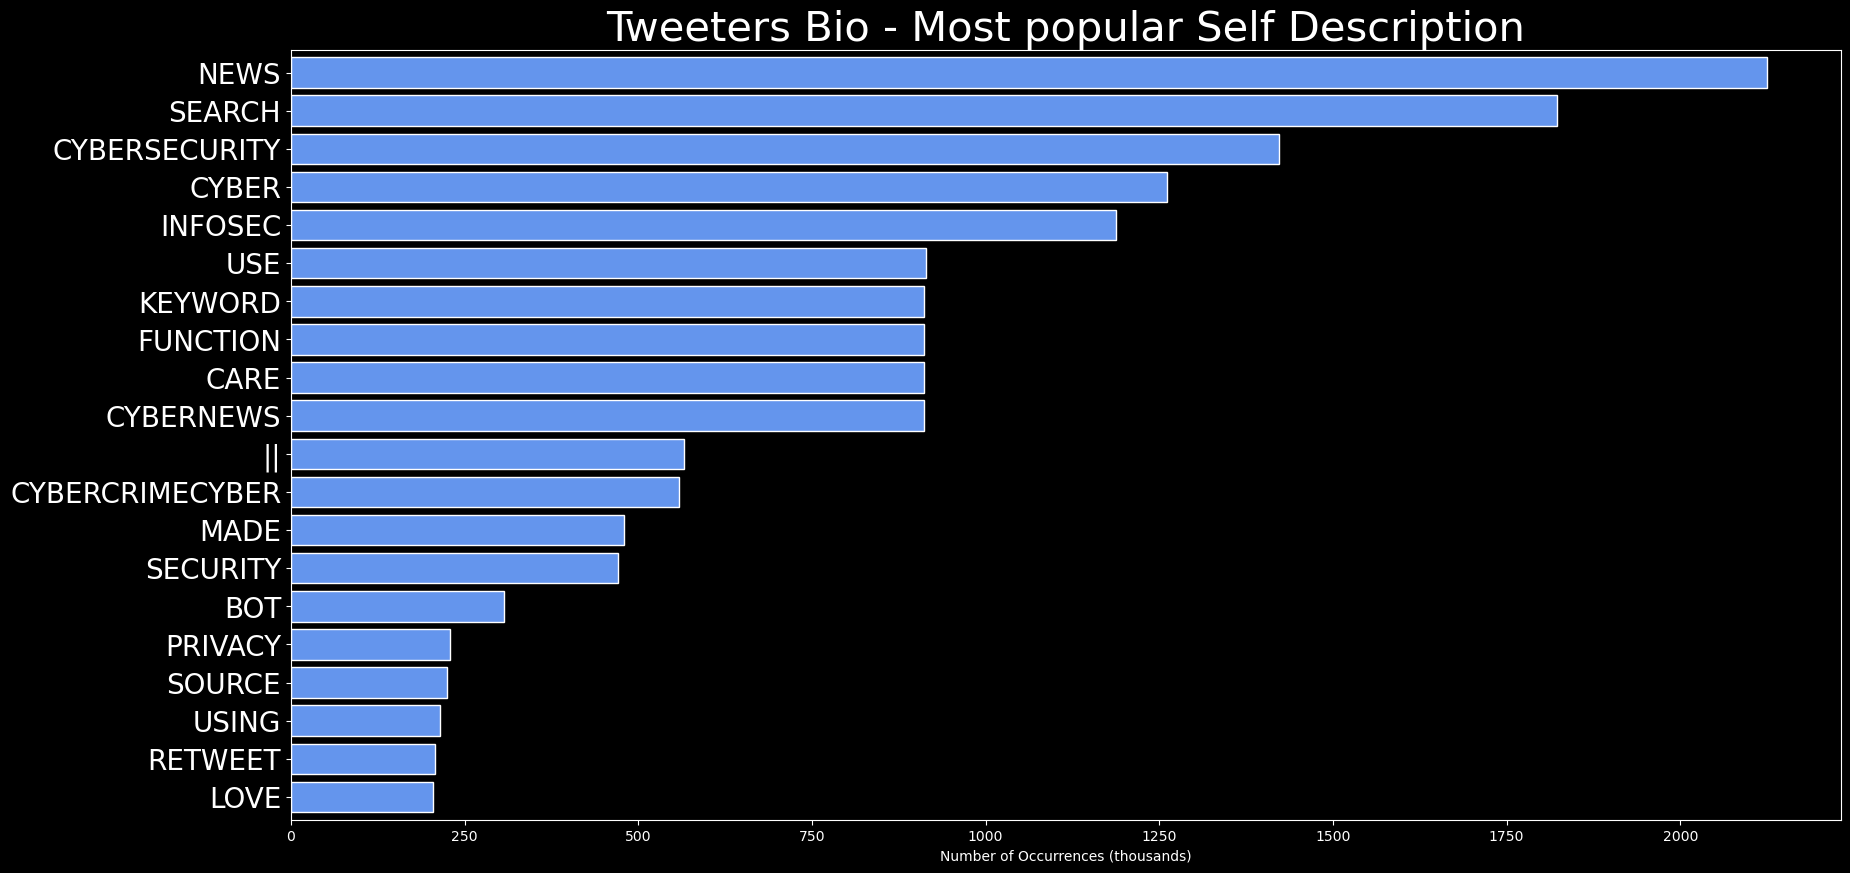 Tweeters Bio - Most popular Self Description
NEWS
SEARCH
CYBERSECURITY
CYBER
INFOSEC
USE
KEYWORD
FUNCTION
CARE
CYBERNEWS
||
CYBERCRIMECYBER
MADE
SECURITY
BOT
PRIVACY
SOURCE
USING
RETWEET
LOVE
0 250 500 750 1000 1250 1500 1750 2000
Number of Occurrences (thousands)